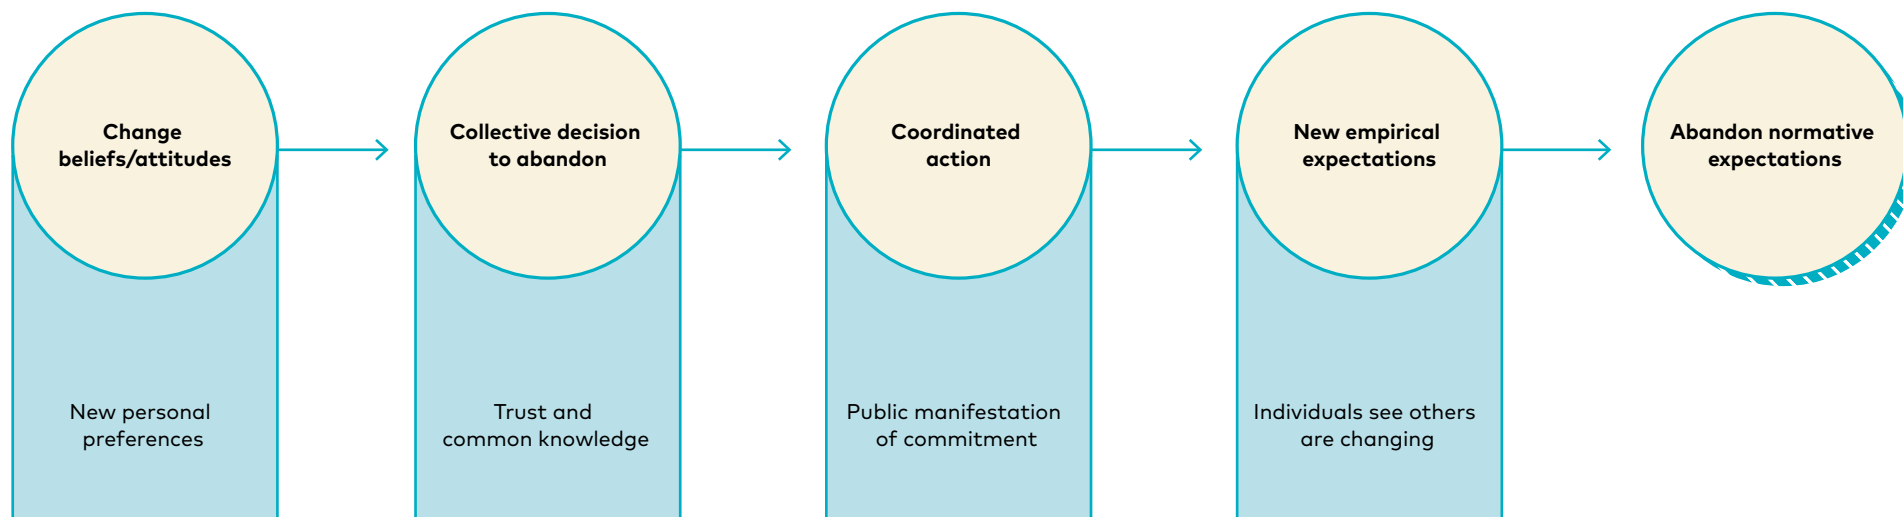 Change
beliefs/attitudes
Collective decision
to abandon
Coordinated
action
New empirical
expectations
Abandon normative
expectations
New personal
preferences
Trust and
common knowledge
Public manifestation
of commitment
Individuals see others
are changing